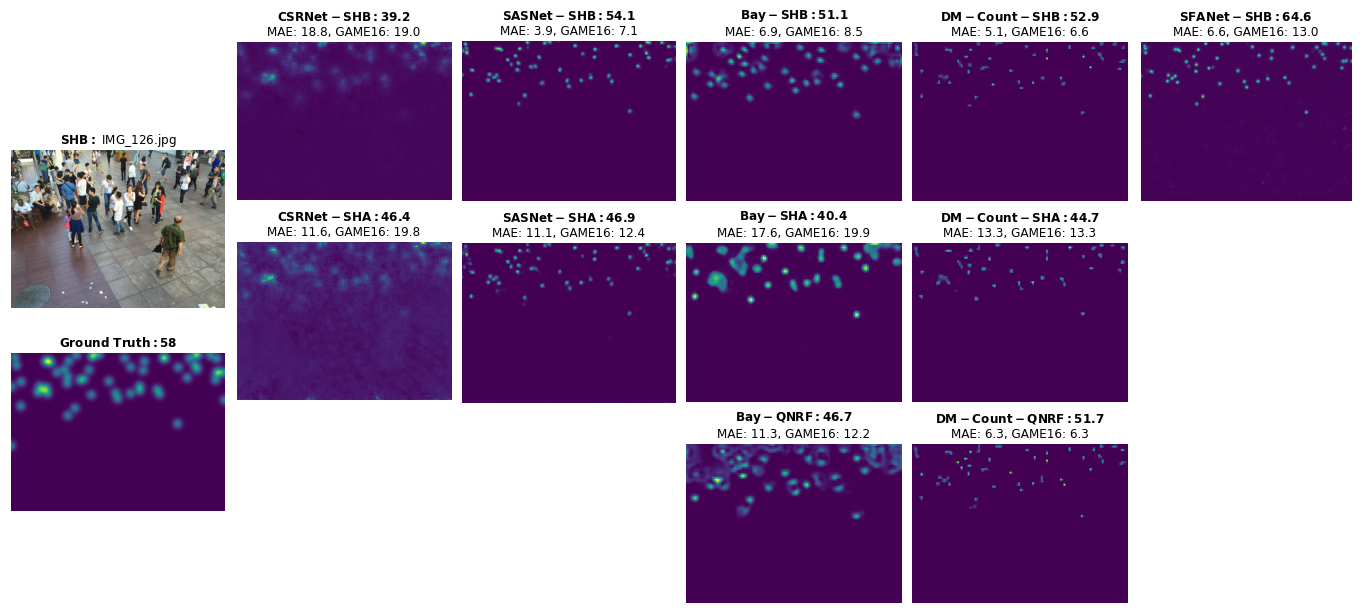 CSRNet − SHB: 39.2
MAE: 18.8, GAME16: 19.0
SASNet − SHB: 54.1
MAE: 3.9, GAME16: 7.1
Bay − SHB: 51.1
MAE: 6.9, GAME16: 8.5
DM − Count − SHB: 52.9
MAE: 5.1, GAME16: 6.6
SFANet − SHB: 64.6
MAE: 6.6, GAME16: 13.0
SHB: IMG_126.jpg
CSRNet − SHA: 46.4
MAE: 11.6, GAME16: 19.8
SASNet − SHA: 46.9
MAE: 11.1, GAME16: 12.4
Bay − SHA: 40.4
MAE: 17.6, GAME16: 19.9
DM − Count − SHA: 44.7
MAE: 13.3, GAME16: 13.3
Ground Truth: 58
Bay − QNRF: 46.7
MAE: 11.3, GAME16: 12.2
DM − Count − QNRF: 51.7
MAE: 6.3, GAME16: 6.3